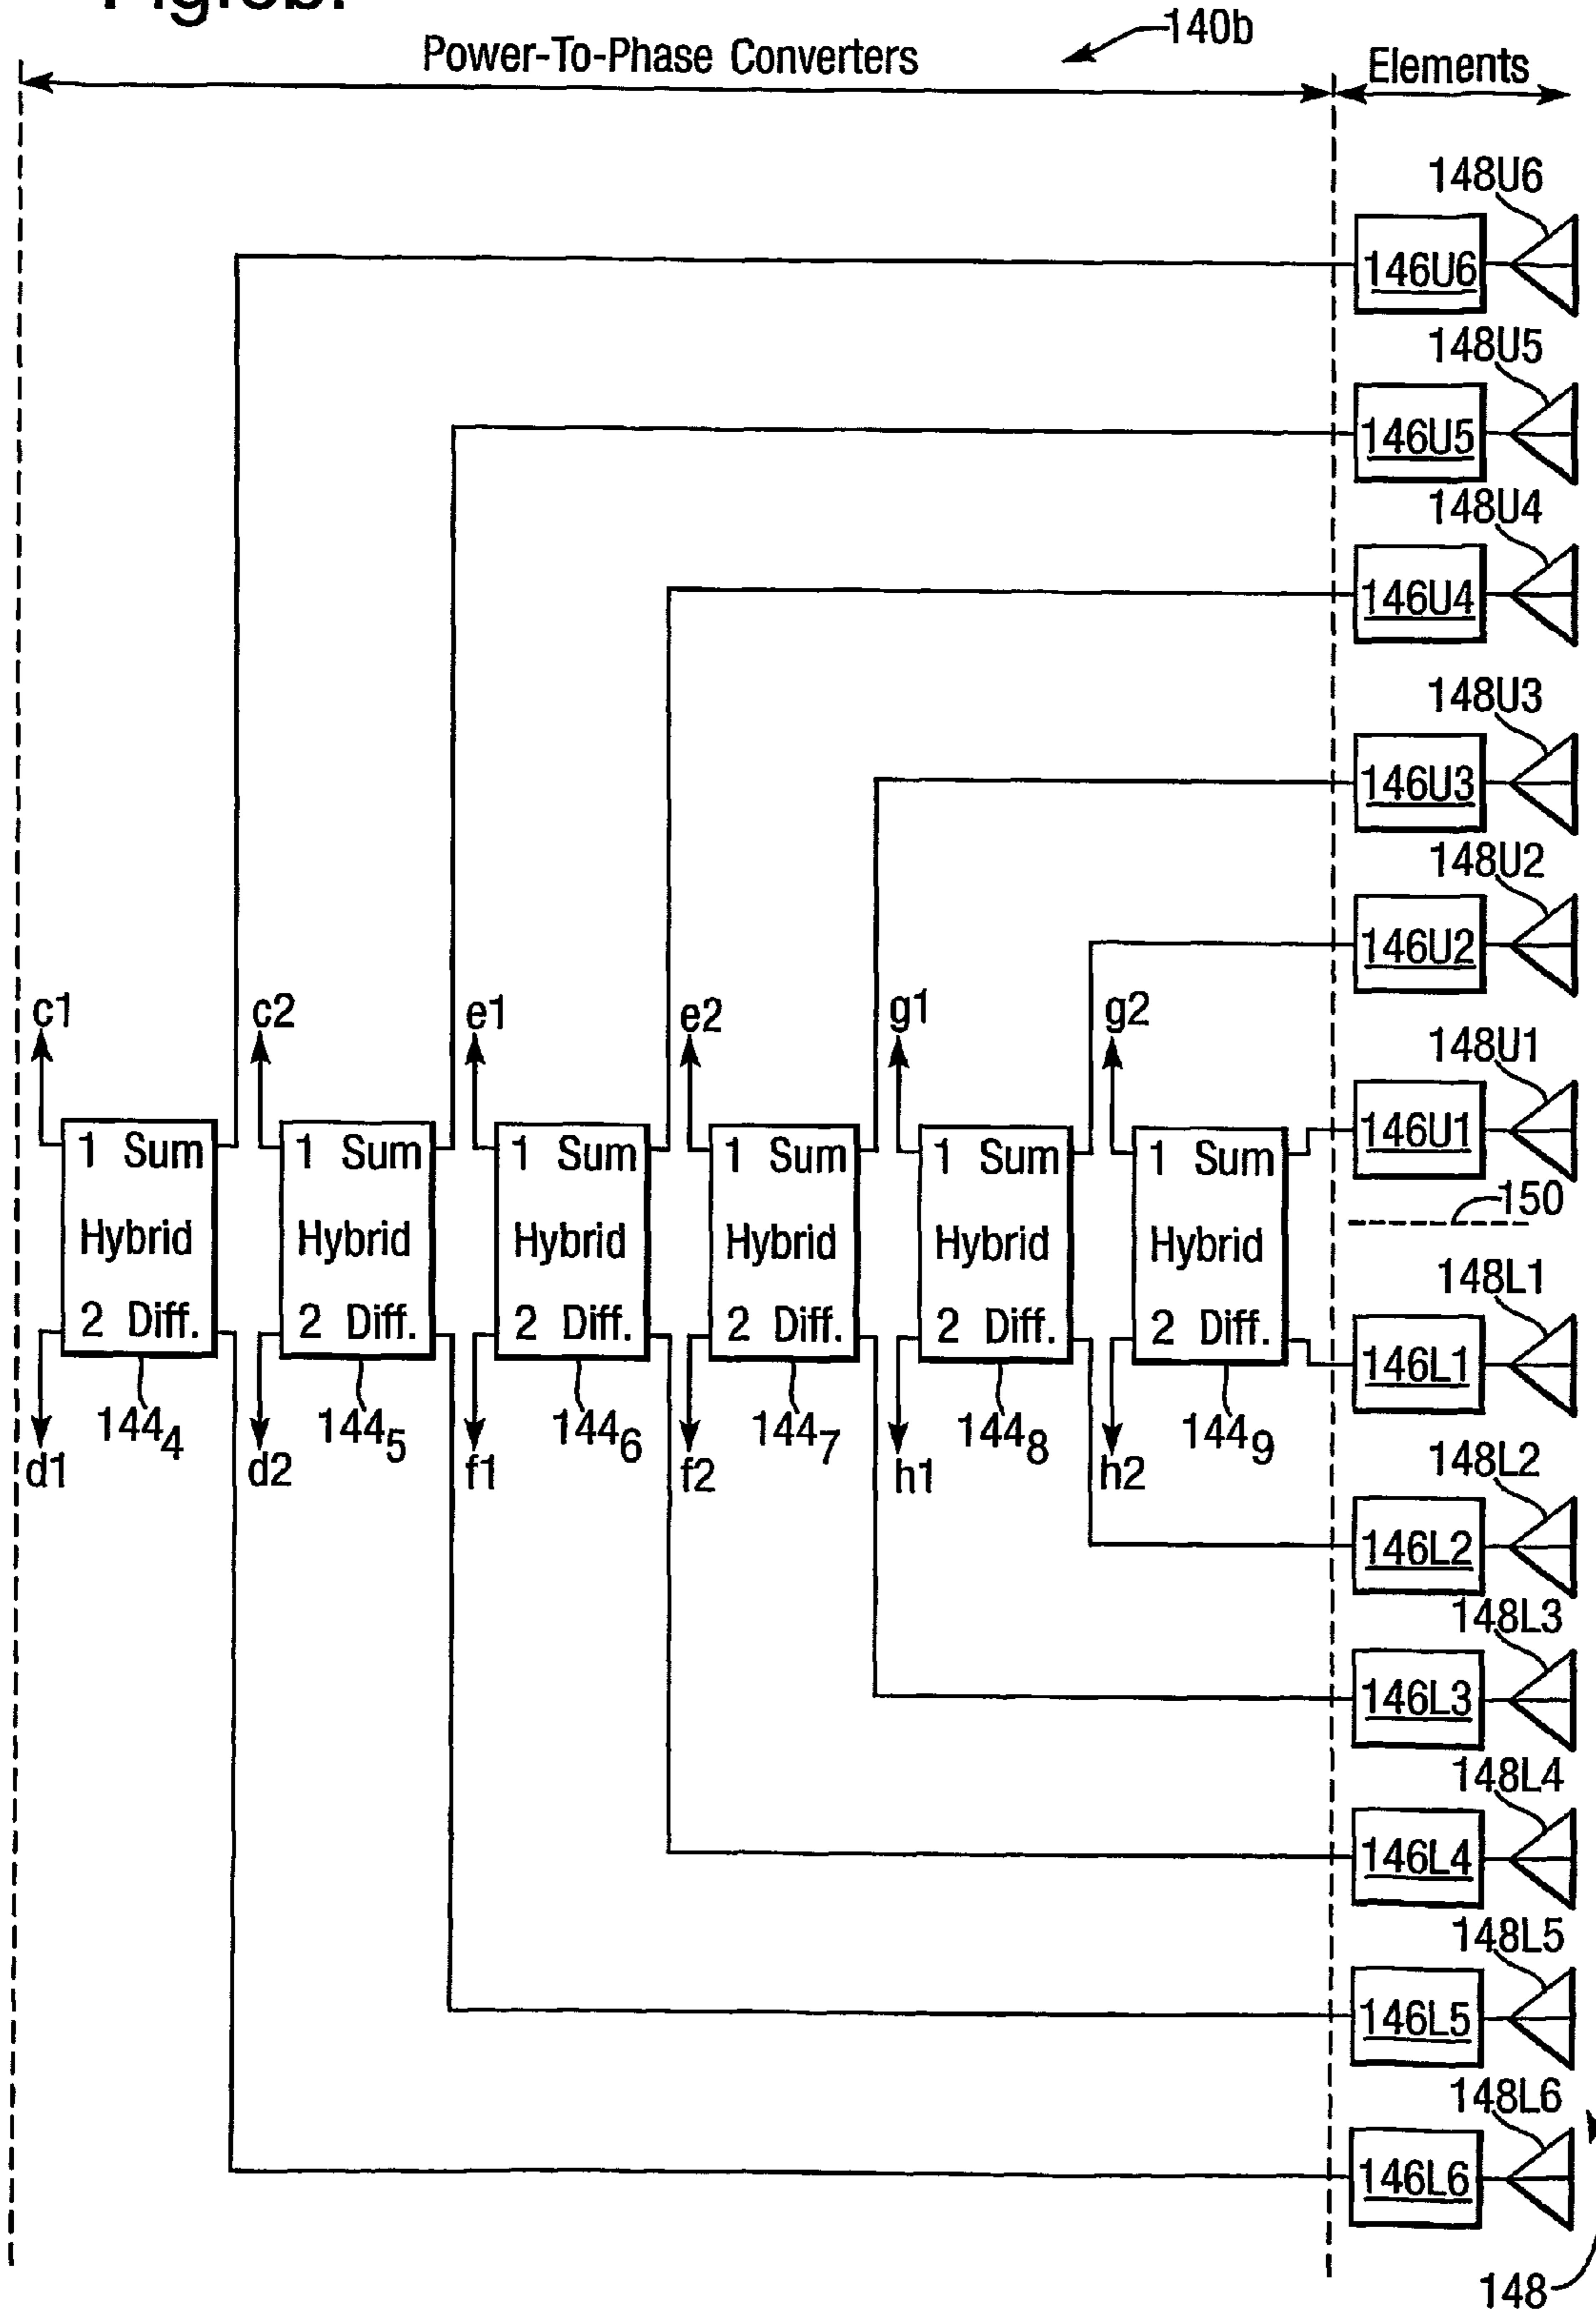 Power-To-Phase Converters
140b
Elements
148U6
146U6
148U5
146U5
148U4
146U4
148U3
146U3
148U2
146U2
148U1
146U1
c1
c2
e1
e2
g1
g2
1 Sum
Hybrid
2 Diff.
1 Sum
Hybrid
2 Diff.
1 Sum
Hybrid
2 Diff.
1 Sum
Hybrid
2 Diff.
1 Sum
Hybrid
2 Diff.
1 Sum
Hybrid
2 Diff.
150
144₄
144₅
144₆
144₇
144₈
144₉
d1
d2
f1
f2
h1
h2
148L1
146L1
148L2
146L2
148L3
146L3
148L4
146L4
148L5
146L5
148L6
146L6
148